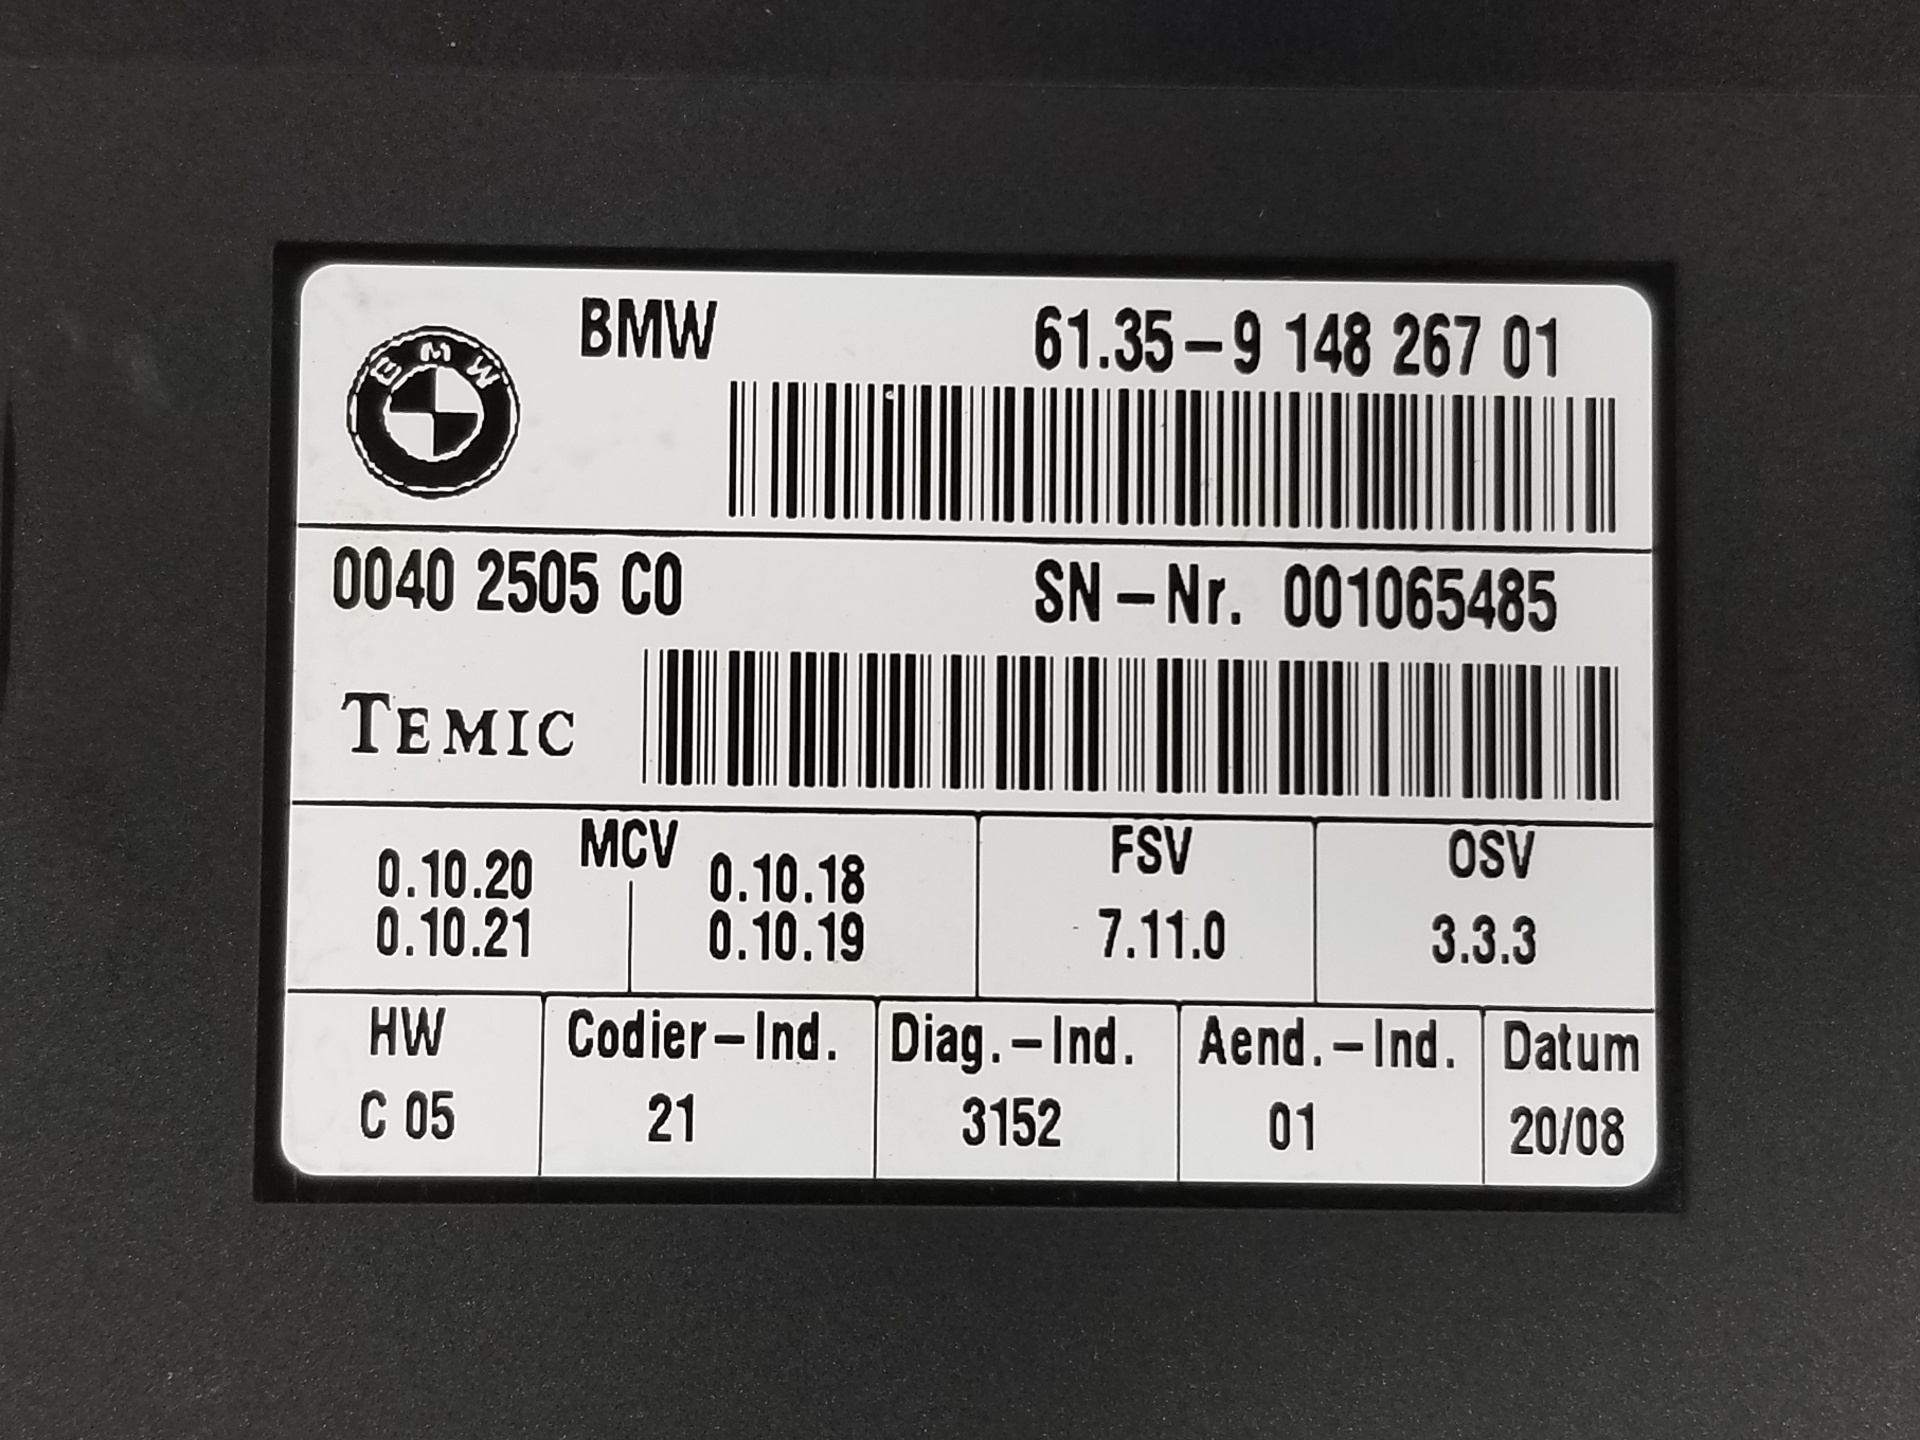 BMW 61.35-9 148 267 01
BMW
0040 2505 C0 SN-Nr. 001065485
TEMIC
MCV FSV OSV
0.10.20 0.10.18
0.10.21 0.10.19 7.11.0 3.3.3
HW Codier-Ind. Diag.-Ind. Aend.-Ind. Datum
C 05 21 3152 01 20/08